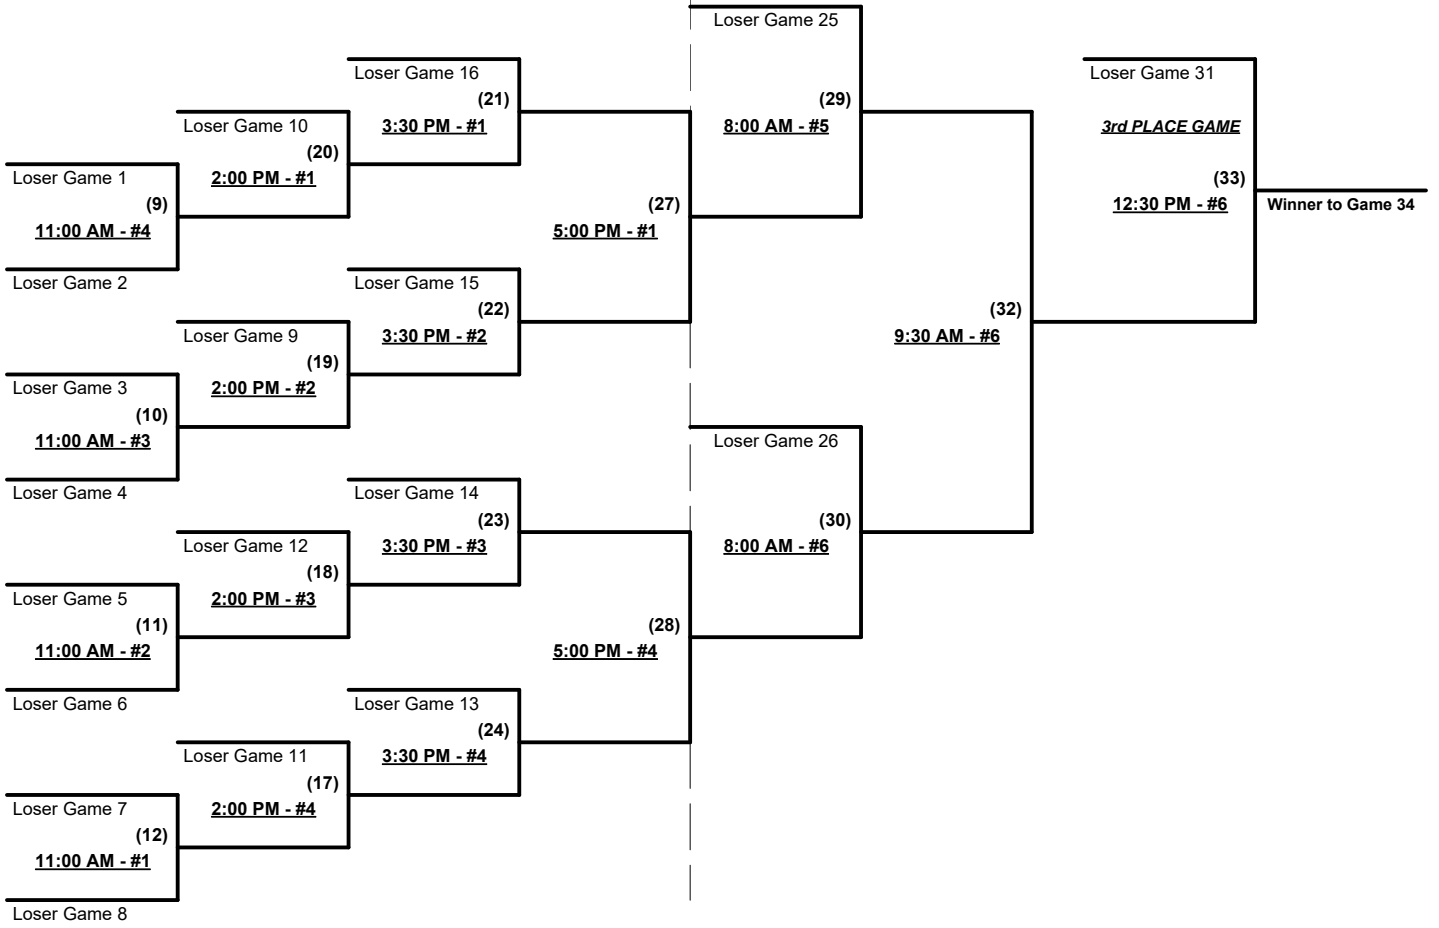 Loser Game 25
Loser Game 16
Loser Game 31
(21)
(29)
Loser Game 10
3:30 PM - #1
8:00 AM - #5
3rd PLACE GAME
(20)
Loser Game 1
2:00 PM - #1
(33)
(9)
(27)
12:30 PM - #6
Winner to Game 34
11:00 AM - #4
5:00 PM - #1
Loser Game 2
Loser Game 15
(22)
(32)
Loser Game 9
3:30 PM - #2
9:30 AM - #6
(19)
Loser Game 3
2:00 PM - #2
(10)
11:00 AM - #3
Loser Game 26
Loser Game 4
Loser Game 14
(23)
(30)
Loser Game 12
3:30 PM - #3
8:00 AM - #6
(18)
Loser Game 5
2:00 PM - #3
(11)
(28)
11:00 AM - #2
5:00 PM - #4
Loser Game 6
Loser Game 13
(24)
Loser Game 11
3:30 PM - #4
(17)
Loser Game 7
2:00 PM - #4
(12)
11:00 AM - #1
Loser Game 8